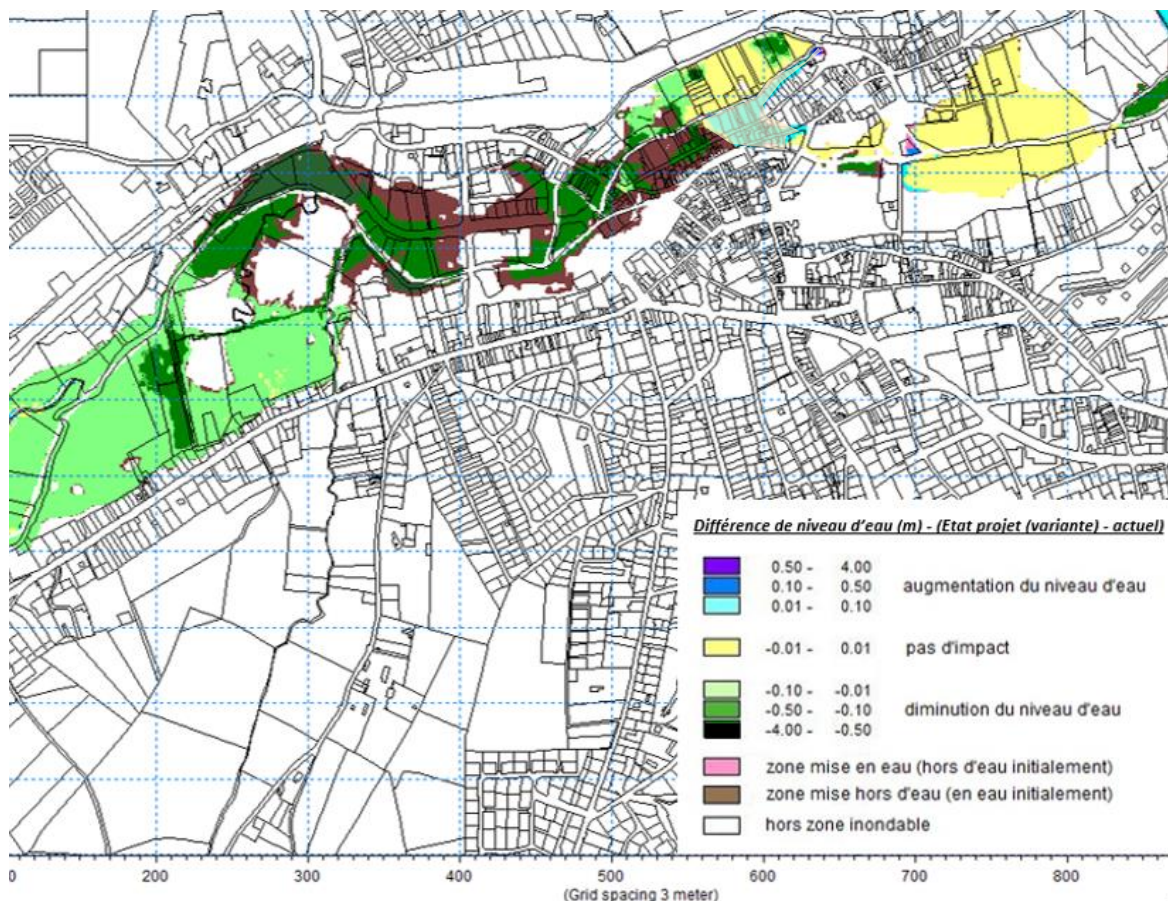 Différence de niveau d'eau (m) - (Etat projet (variante) - actuel)
0.50 - 4.00
0.10 - 0.50 augmentation du niveau d'eau
0.01 - 0.10
-0.01 - 0.01 pas d'impact
-0.10 - -0.01
-0.50 - -0.10 diminution du niveau d'eau
-4.00 - -0.50
zone mise en eau (hors d'eau initialement)
zone mise hors d'eau (en eau initialement)
hors zone inondable
200 300 400 500 600 700 800
(Grid spacing 3 meter)